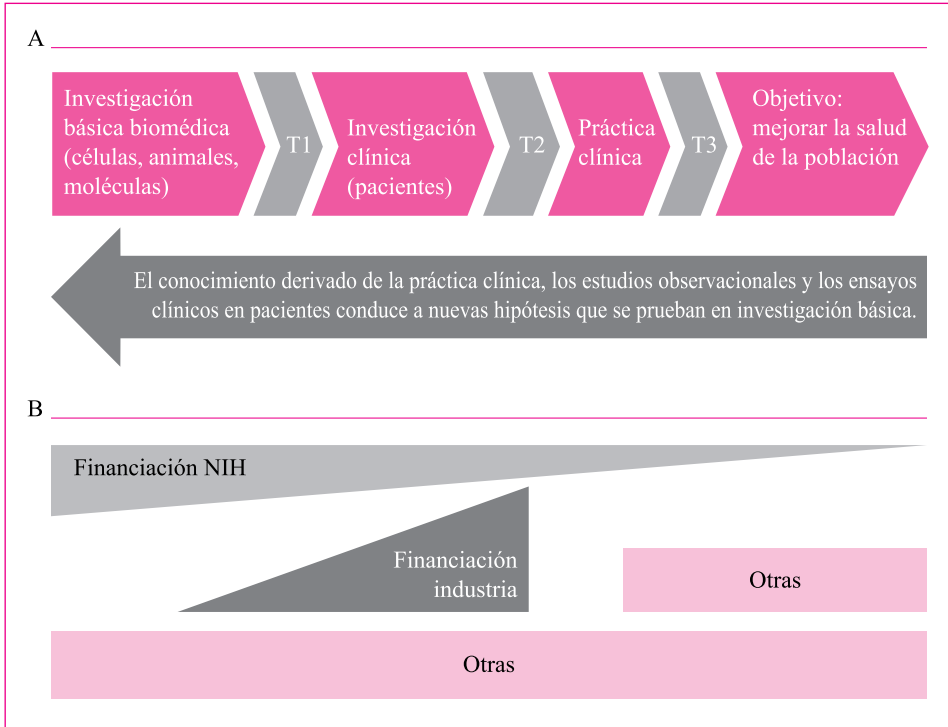 A
Investigación
básica biomédica
(células, animales,
moléculas)
T1
Investigación
clínica
(pacientes)
T2
Práctica
clínica
T3
Objetivo:
mejorar la salud
de la población
El conocimiento derivado de la práctica clínica, los estudios observacionales y los ensayos
clínicos en pacientes conduce a nuevas hipótesis que se prueban en investigación básica.
B
Financiación NIH
Financiación
industria
Otras
Otras